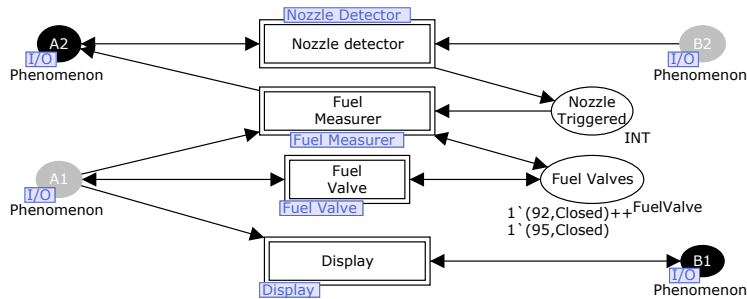 Nozzle Detector
A2
Nozzle detector
B2
I/O
I/O
Phenomenon
Phenomenon
Fuel
Measurer
Nozzle
Triggered
Fuel Measurer
INT
A1
Fuel
Valve
Fuel Valves
I/O
Phenomenon
Fuel Valve
1`(92,Closed)++
FuelValve
1`(95,Closed)
Display
B1
Display
I/O
Phenomenon